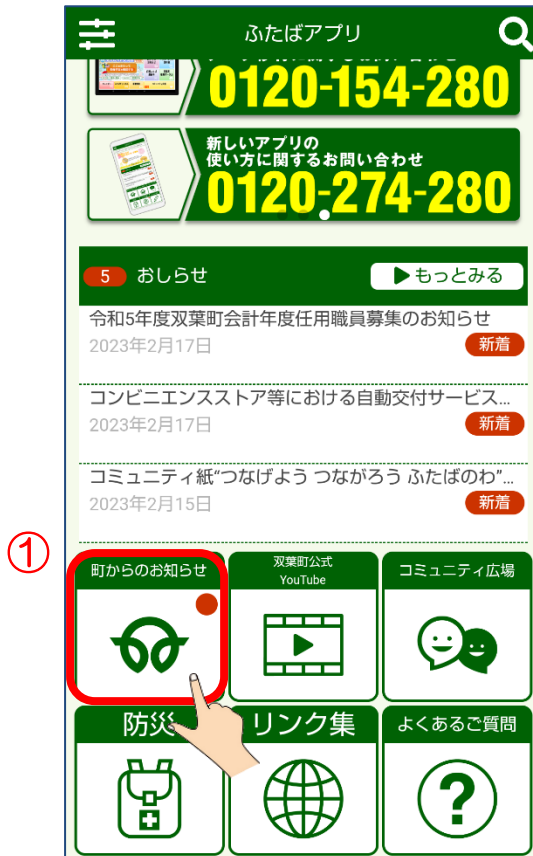 ふたばアプリ
0120-154-280
新しいアプリの
使い方に関するお問い合わせ
0120-274-280
5 おしらせ ▶もっとみる
令和5年度双葉町会計年度任用職員募集のお知らせ
2023年2月17日 新着
コンビニエンスストア等における自動交付サービス...
2023年2月17日 新着
コミュニティ紙“つなげよう つながろう ふたばのわ”...
2023年2月15日 新着
①
町からのお知らせ
双葉町公式
YouTube
コミュニティ広場
防災
リンク集
よくあるご質問
?